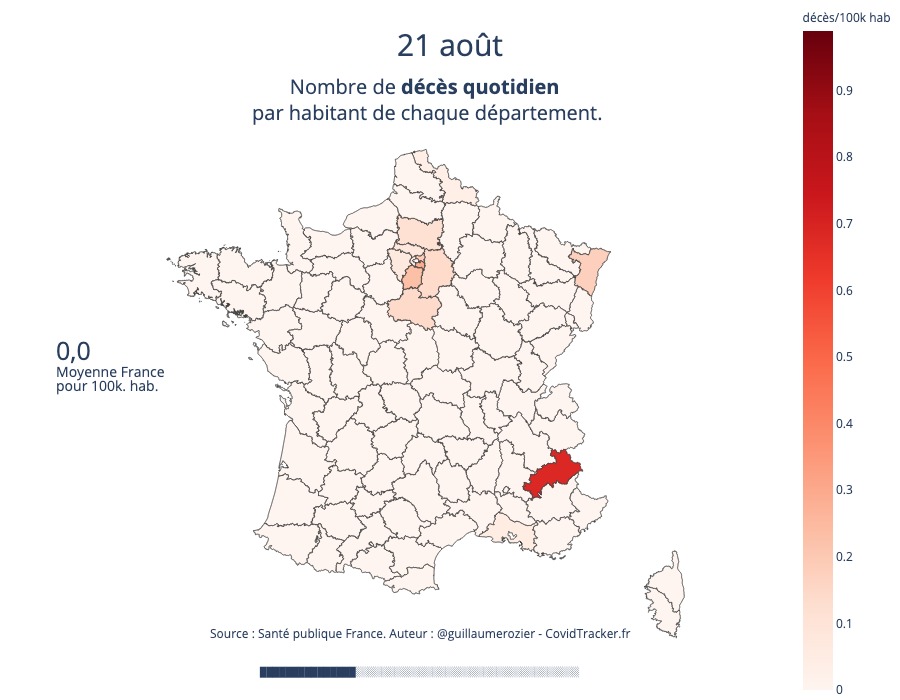 décès/100k hab
21 août
Nombre de décès quotidien
par habitant de chaque département.
0.9
0.8
0.7
0.6
0.5
0.4
0.3
0.2
0.1
0
0,0
Moyenne France
pour 100k. hab.
Source : Santé publique France. Auteur : @guillaumerozier - CovidTracker.fr